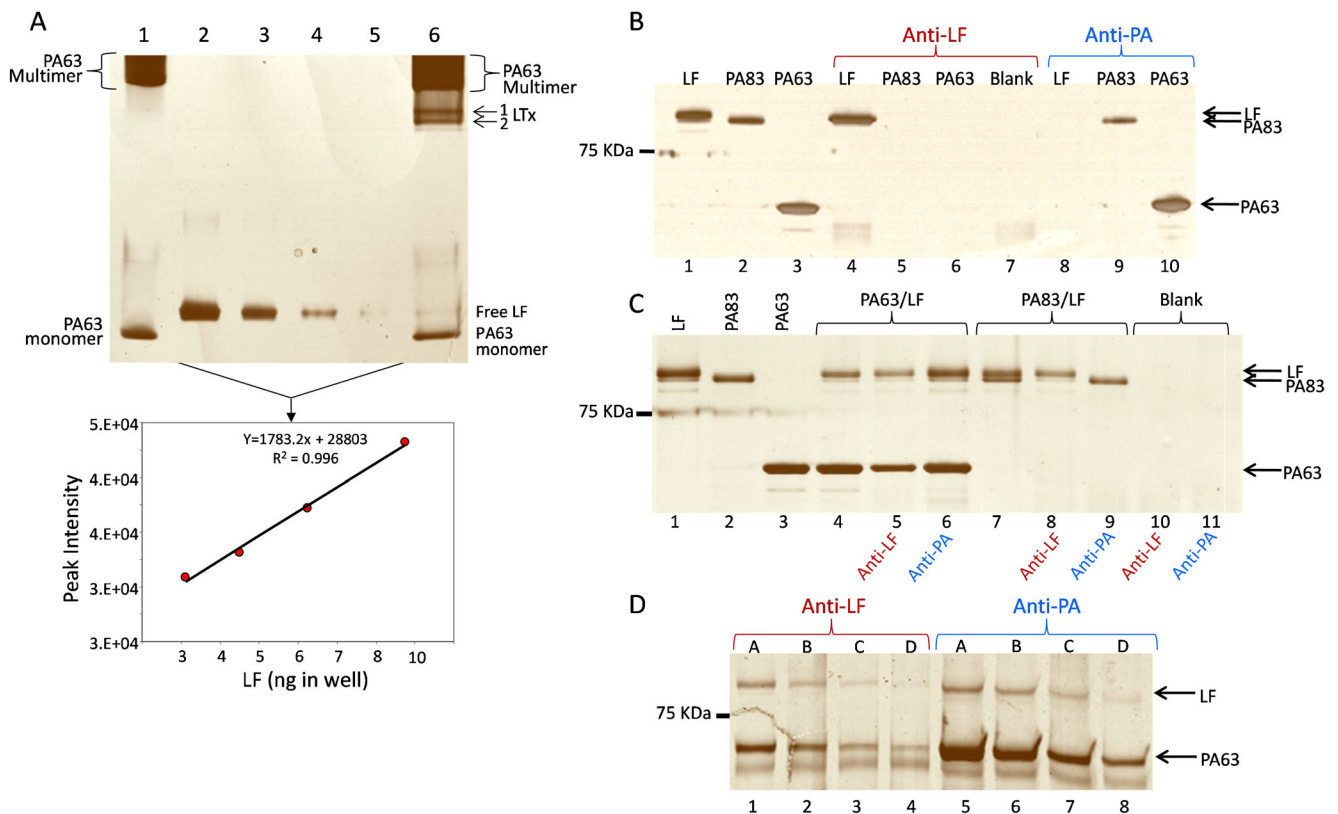 A
1 2 3 4 5 6
PA63
Multimer
PA63
Multimer
1
2
LTx
Free LF
PA63
monomer
PA63
monomer
5.E+04
4.E+04
4.E+04
3.E+04
3.E+04
Peak Intensity
Y=1783.2x + 28803
R² = 0.996
3 4 5 6 7 8 9 10
LF (ng in well)
B
Anti-LF
Anti-PA
LF PA83 PA63 LF PA83 PA63 Blank LF PA83 PA63
LF
PA83
75 KDa
PA63
1 2 3 4 5 6 7 8 9 10
C
LF PA83 PA63 PA63/LF PA83/LF Blank
LF
PA83
75 KDa
PA63
1 2 3 4 5 6 7 8 9 10 11
Anti-LF Anti-PA Anti-LF Anti-PA Anti-LF Anti-PA
D
Anti-LF
Anti-PA
A B C D A B C D
LF
75 KDa
PA63
1 2 3 4 5 6 7 8